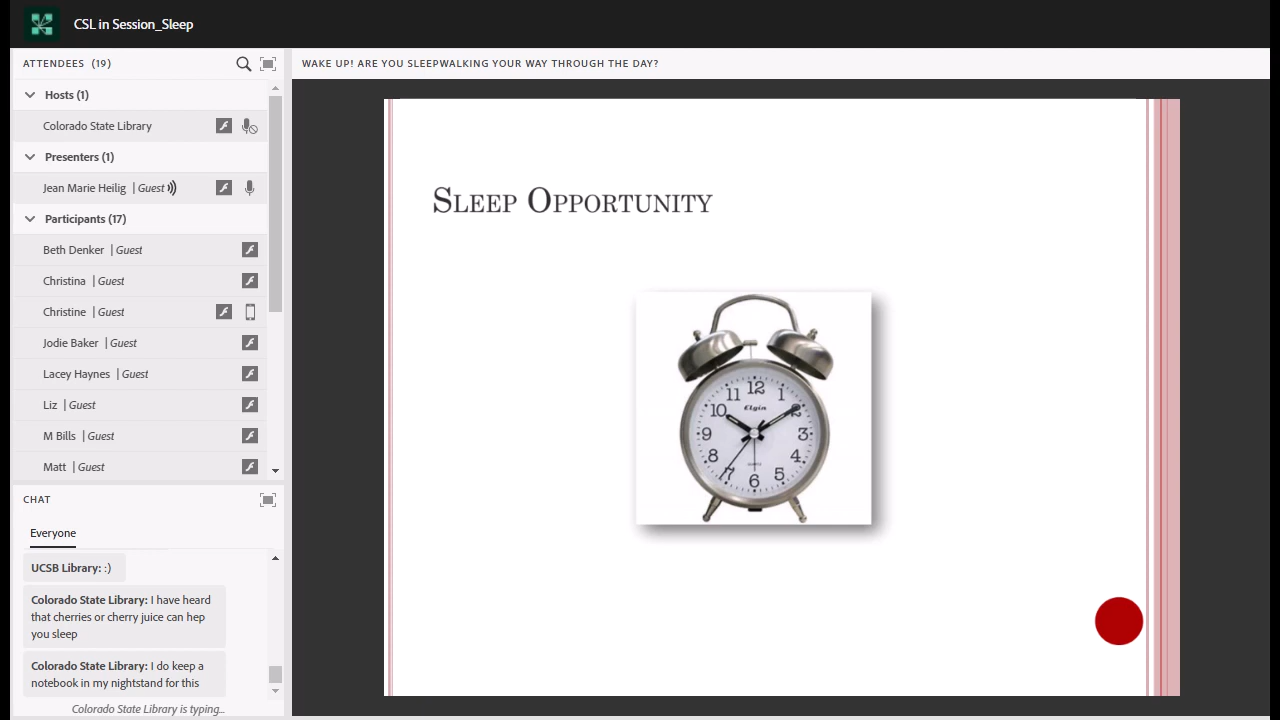 CSL in Session_Sleep
ATTENDEES (19)
Hosts (1)
Colorado State Library
Presenters (1)
Jean Marie Heilig | Guest
Participants (17)
Beth Denker | Guest
Christina | Guest
Christine | Guest
Jodie Baker | Guest
Lacey Haynes | Guest
Liz | Guest
M Bills | Guest
Matt | Guest
CHAT
Everyone
UCSB Library: :)
Colorado State Library: I have heard
that cherries or cherry juice can hep
you sleep
Colorado State Library: I do keep a
notebook in my nightstand for this
Colorado State Library is typing...
WAKE UP! ARE YOU SLEEPWALKING YOUR WAY THROUGH THE DAY?
Sleep Opportunity
12
11 1
10 2
Elgin
9 3
8 4
7 5
6
QUARTZ